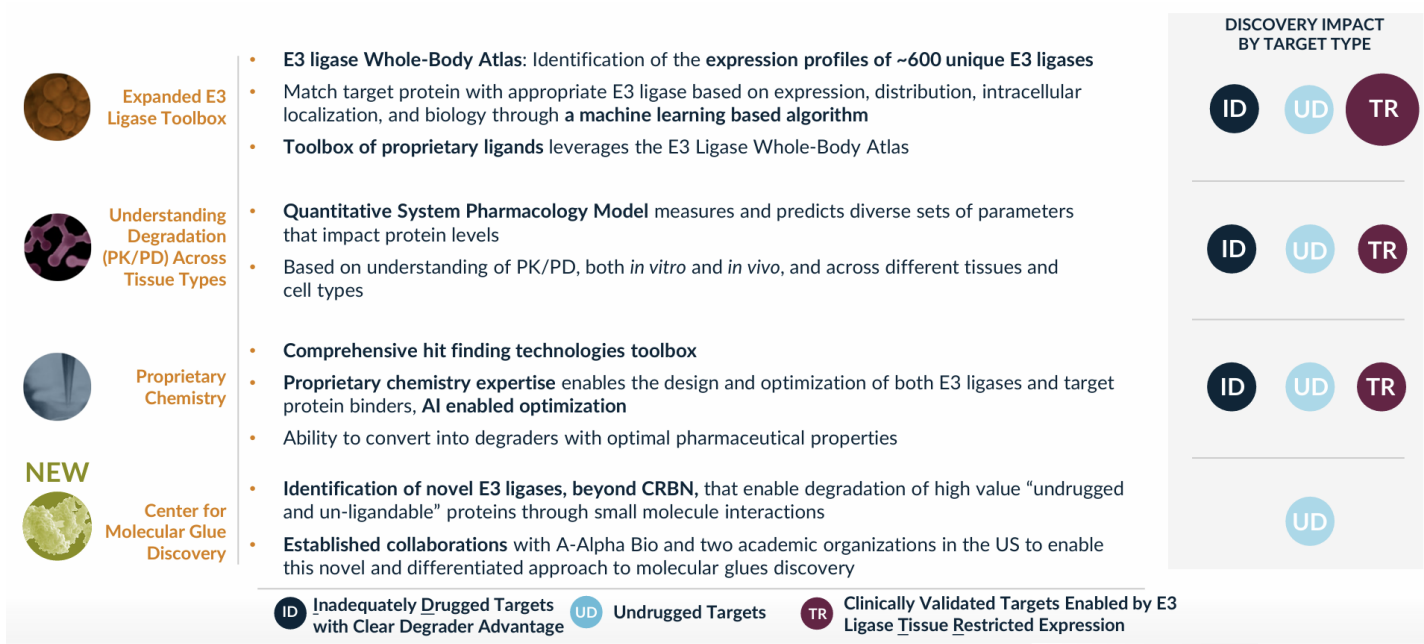 DISCOVERY IMPACT
BY TARGET TYPE
Expanded E3
Ligase Toolbox
• E3 ligase Whole-Body Atlas: Identification of the expression profiles of ~600 unique E3 ligases
• Match target protein with appropriate E3 ligase based on expression, distribution, intracellular
localization, and biology through a machine learning based algorithm
• Toolbox of proprietary ligands leverages the E3 Ligase Whole-Body Atlas
ID UD TR
Understanding
Degradation
(PK/PD) Across
Tissue Types
• Quantitative System Pharmacology Model measures and predicts diverse sets of parameters
that impact protein levels
• Based on understanding of PK/PD, both in vitro and in vivo, and across different tissues and
cell types
ID UD TR
Proprietary
Chemistry
• Comprehensive hit finding technologies toolbox
• Proprietary chemistry expertise enables the design and optimization of both E3 ligases and target
protein binders, AI enabled optimization
• Ability to convert into degraders with optimal pharmaceutical properties
ID UD TR
NEW
Center for
Molecular Glue
Discovery
• Identification of novel E3 ligases, beyond CRBN, that enable degradation of high value “undrugged
and un-ligandable” proteins through small molecule interactions
• Established collaborations with A-Alpha Bio and two academic organizations in the US to enable
this novel and differentiated approach to molecular glues discovery
UD
ID Inadequately Drugged Targets
with Clear Degrader Advantage
UD Undrugged Targets
TR Clinically Validated Targets Enabled by E3
Ligase Tissue Restricted Expression